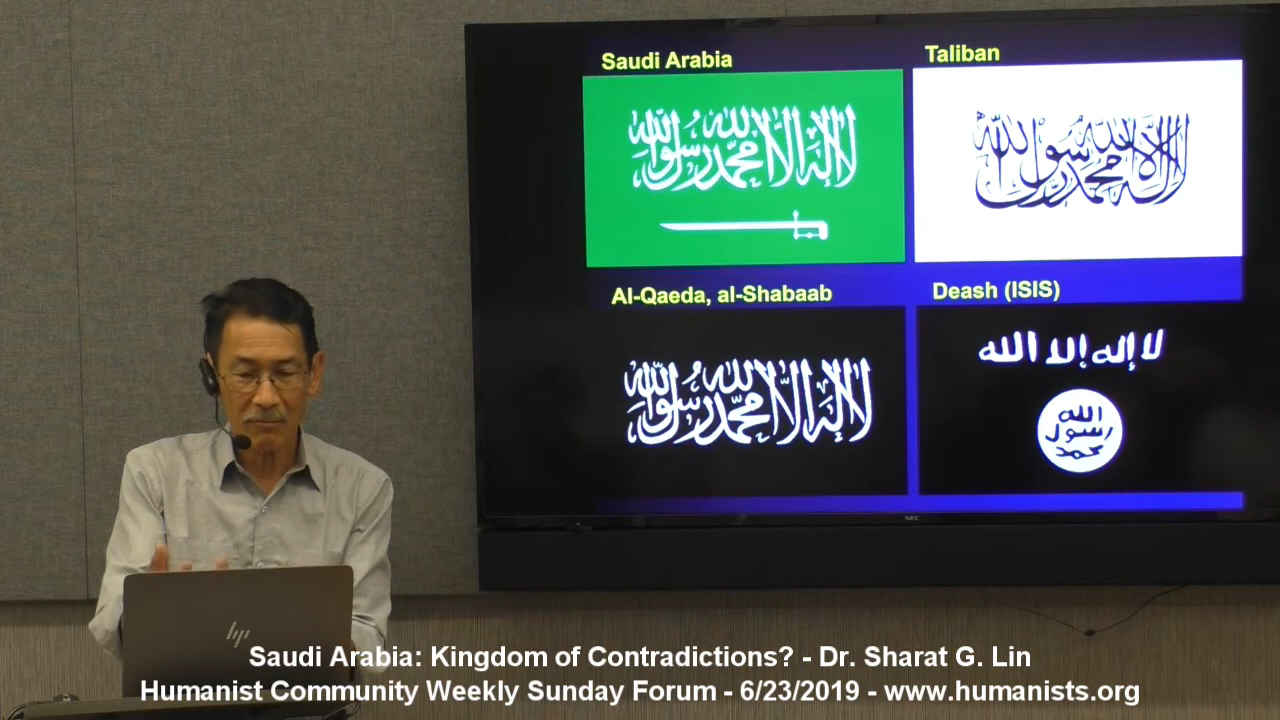 Saudi Arabia
لا إله إلا الله محمد رسول الله
Taliban
لا إله إلا الله محمد رسول الله
Al-Qaeda, al-Shabaab
لا إله إلا الله محمد رسول الله
Deash (ISIS)
لا إله إلا الله
الله
رسول
محمد
NEC
hp
Saudi Arabia: Kingdom of Contradictions? - Dr. Sharat G. Lin
Humanist Community Weekly Sunday Forum - 6/23/2019 - www.humanists.org